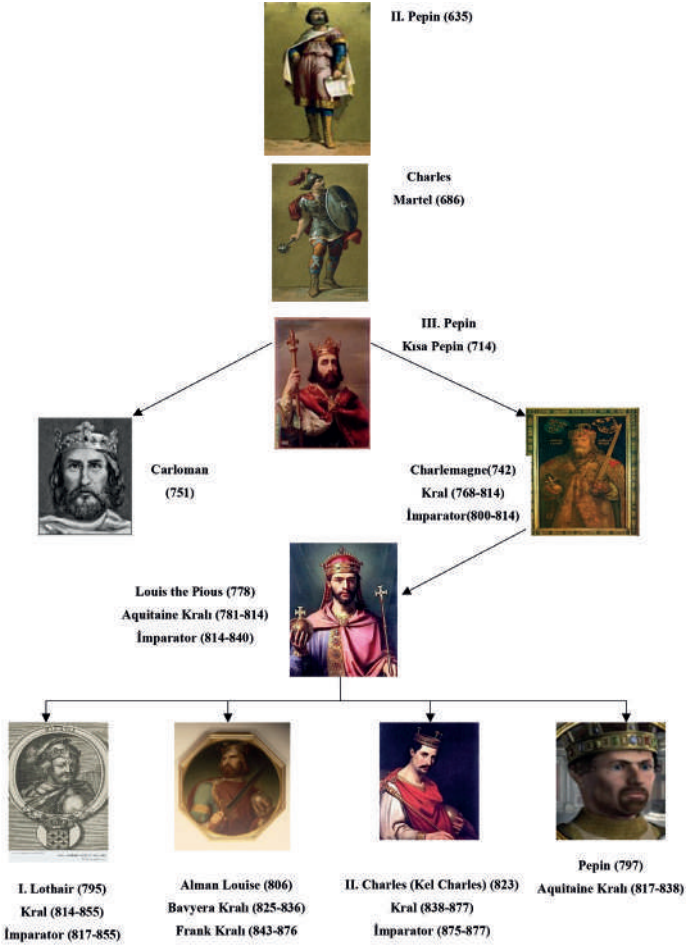 II. Pepin (635)
Charles
Martel (686)
III. Pepin
Kısa Pepin (714)
Carloman
(751)
Charlemagne(742)
Kral (768-814)
İmparator(800-814)
Louis the Pious (778)
Aquitaine Kralı (781-814)
İmparator (814-840)
I. Lothair (795)
Kral (814-855)
İmparator (817-855)
Alman Louise (806)
Bavyera Kralı (825-836)
Frank Kralı (843-876
II. Charles (Kel Charles) (823)
Kral (838-877)
İmparator (875-877)
Pepin (797)
Aquitaine Kralı (817-838)